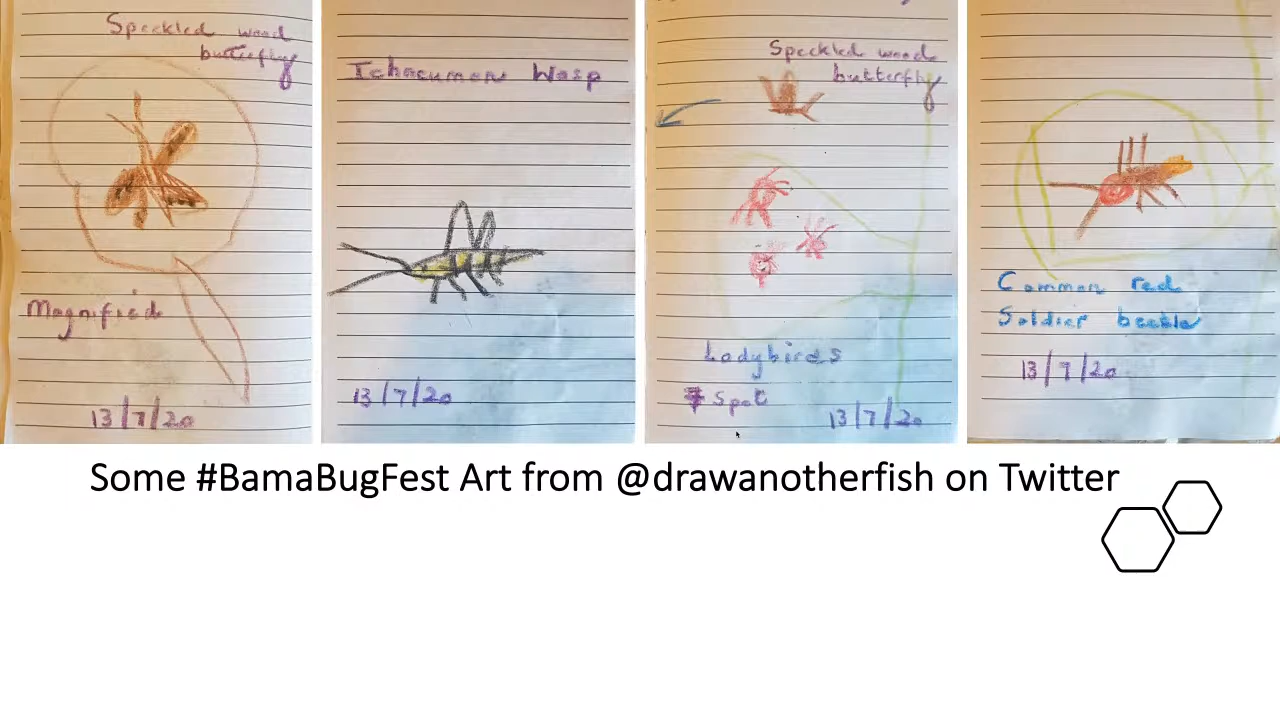 Speckled wood
butterfly
Magnified
13/7/20
Ichneumon Wasp
13/7/20
Speckled wood
butterfly
Ladybirds
7 Spot
13/7/20
Common red
Soldier beetle
13/7/20
Some #BamaBugFest Art from @drawanotherfish on Twitter